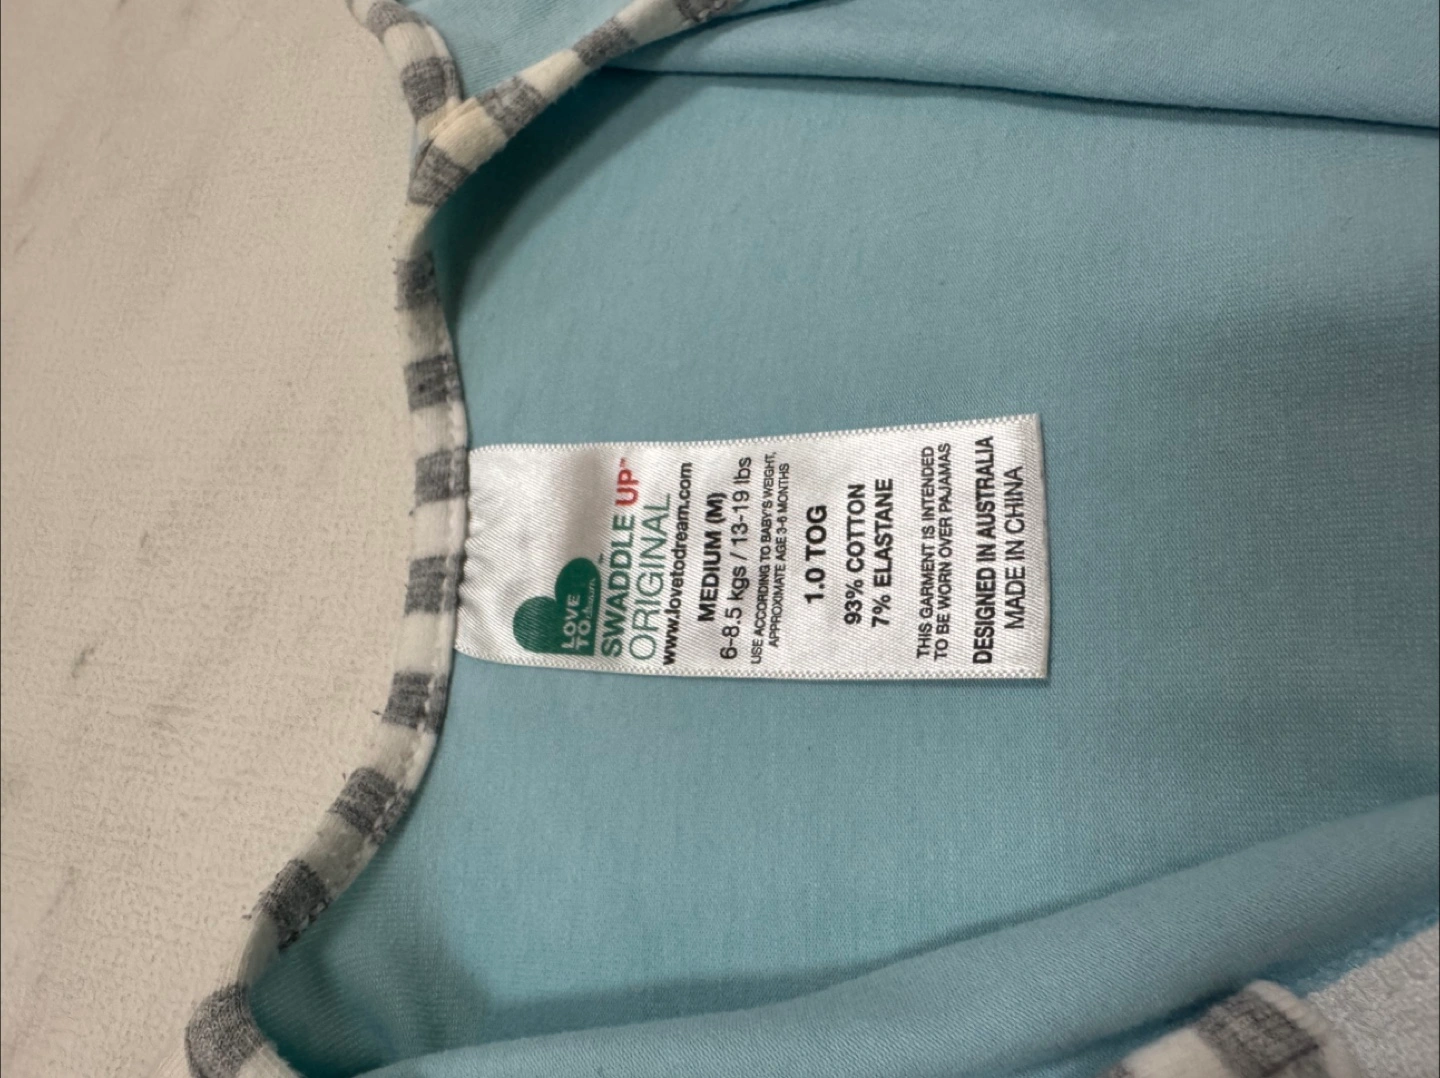 LOVE
TO dream™
SWADDLE UP™
ORIGINAL
www.lovetodream.com
MEDIUM (M)
6-8.5 kgs / 13-19 lbs
USE ACCORDING TO BABY'S WEIGHT,
APPROXIMATE AGE 3-6 MONTHS
1.0 TOG
93% COTTON
7% ELASTANE
THIS GARMENT IS INTENDED
TO BE WORN OVER PAJAMAS
DESIGNED IN AUSTRALIA
MADE IN CHINA